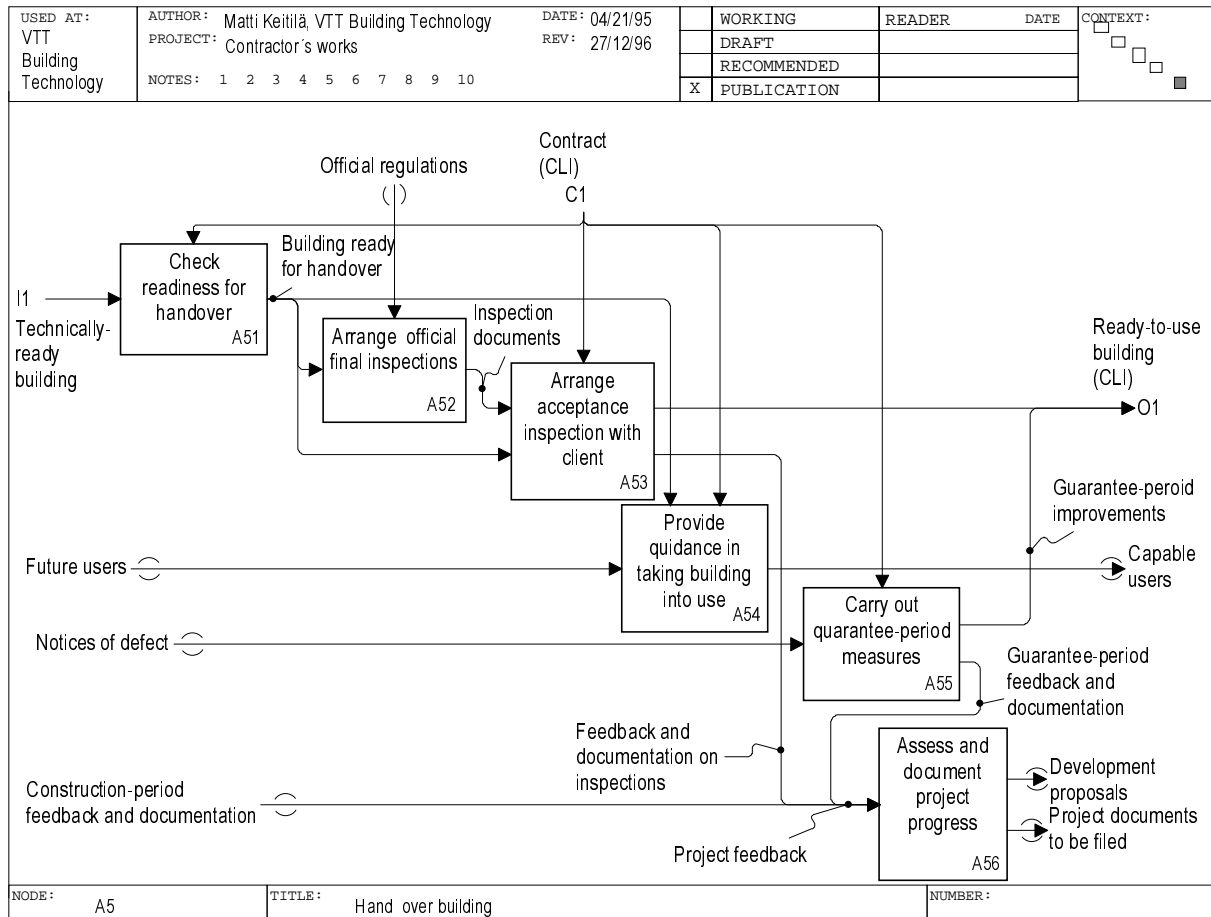 USED AT:
VTT
Building
Technology
AUTHOR: Matti Keitilä, VTT Building Technology
PROJECT: Contractor´s works
NOTES: 1 2 3 4 5 6 7 8 9 10
DATE: 04/21/95
REV: 27/12/96
WORKING
DRAFT
RECOMMENDED
X PUBLICATION
READER DATE
CONTEXT:
Official regulations
Contract
(CLI)
C1
Check
readiness for
handover
A51
Building ready
for handover
I1
Technically-
ready
building
Arrange official
final inspections
A52
Inspection
documents
Arrange
acceptance
inspection with
client
A53
Ready-to-use
building
(CLI)
O1
Guarantee-peroid
improvements
Provide
quidance in
taking building
into use
A54
Future users
Capable
users
Notices of defect
Carry out
quarantee-period
measures
A55
Guarantee-period
feedback and
documentation
Feedback and
documentation on
inspections
Assess and
document
project
progress
A56
Construction-period
feedback and documentation
Project feedback
Development
proposals
Project documents
to be filed
NODE: A5
TITLE: Hand over building
NUMBER: